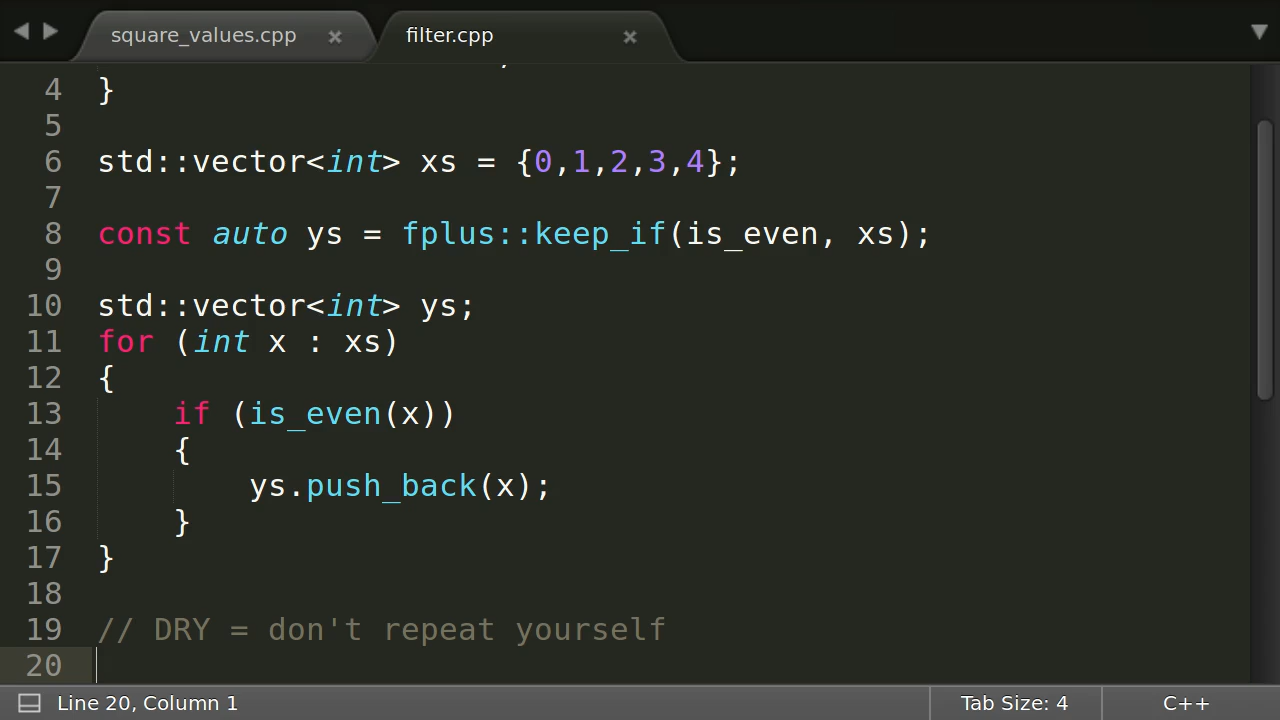 square_values.cpp × filter.cpp ×
4 }
5
6 std::vector<int> xs = {0,1,2,3,4};
7
8 const auto ys = fplus::keep_if(is_even, xs);
9
10 std::vector<int> ys;
11 for (int x : xs)
12 {
13     if (is_even(x))
14     {
15         ys.push_back(x);
16     }
17 }
18
19 // DRY = don't repeat yourself
20
Line 20, Column 1 Tab Size: 4 C++